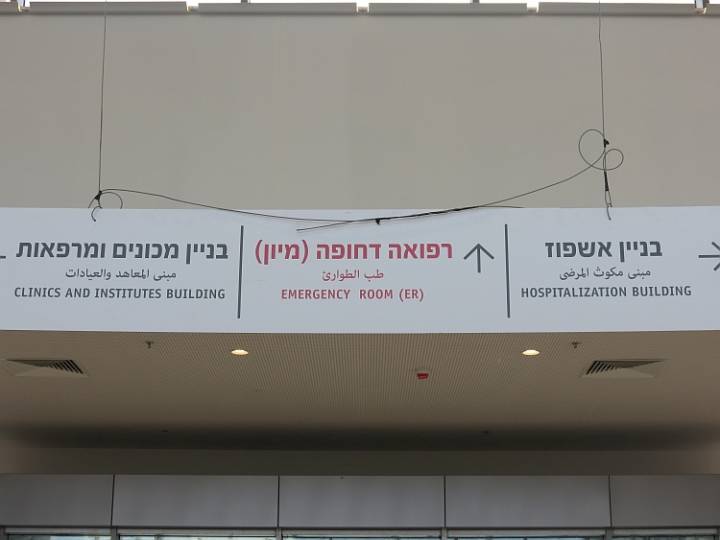 בניין אשפוז
مبنى مكوث المرضى
HOSPITALIZATION BUILDING
רפואה דחופה (מיון)
طب الطوارئ
EMERGENCY ROOM (ER)
בניין מכונים ומרפאות
مبنى المعاهد والعيادات
CLINICS AND INSTITUTES BUILDING